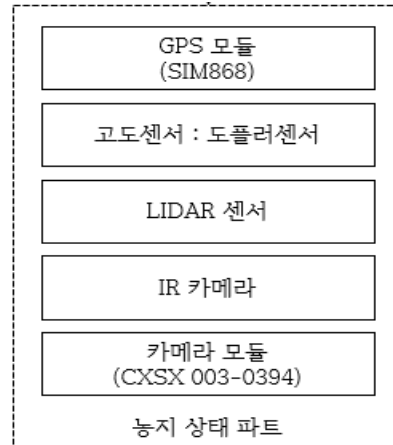 GPS 모듈
(SIM868)
고도센서 : 도플러센서
LIDAR 센서
IR 카메라
카메라 모듈
(CXSX 003-0394)
농지 상태 파트